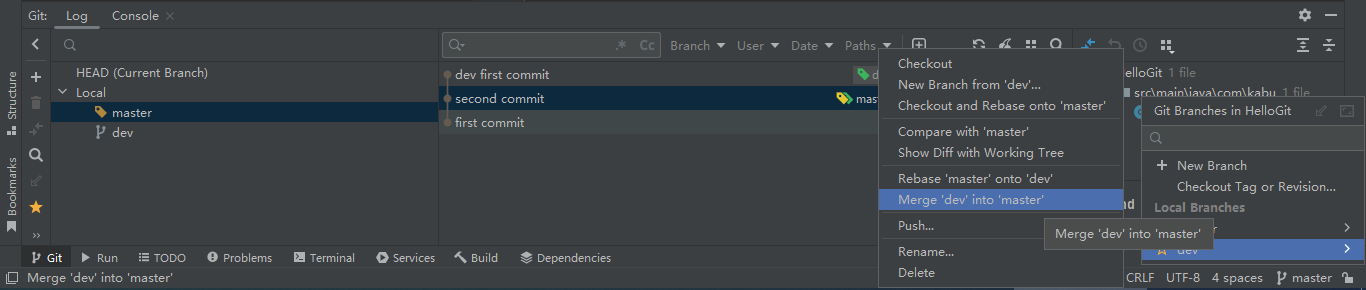 Git: Log Console
Branch User Date Paths
Cc
HEAD (Current Branch)
Local
master
dev
dev first commit
second commit
first commit
Checkout
New Branch from 'dev'...
Checkout and Rebase onto 'master'
Compare with 'master'
Show Diff with Working Tree
Rebase 'master' onto 'dev'
Merge 'dev' into 'master'
Push...
Rename...
Delete
1 file
src\main\java\com\kabu 1 file
Git Branches in HelloGit
New Branch
Checkout Tag or Revision...
Local Branches
dev
Merge 'dev' into 'master'
Structure
Bookmarks
Git Run TODO Problems Terminal Services Build Dependencies
Merge 'dev' into 'master'
CRLF UTF-8 4 spaces master